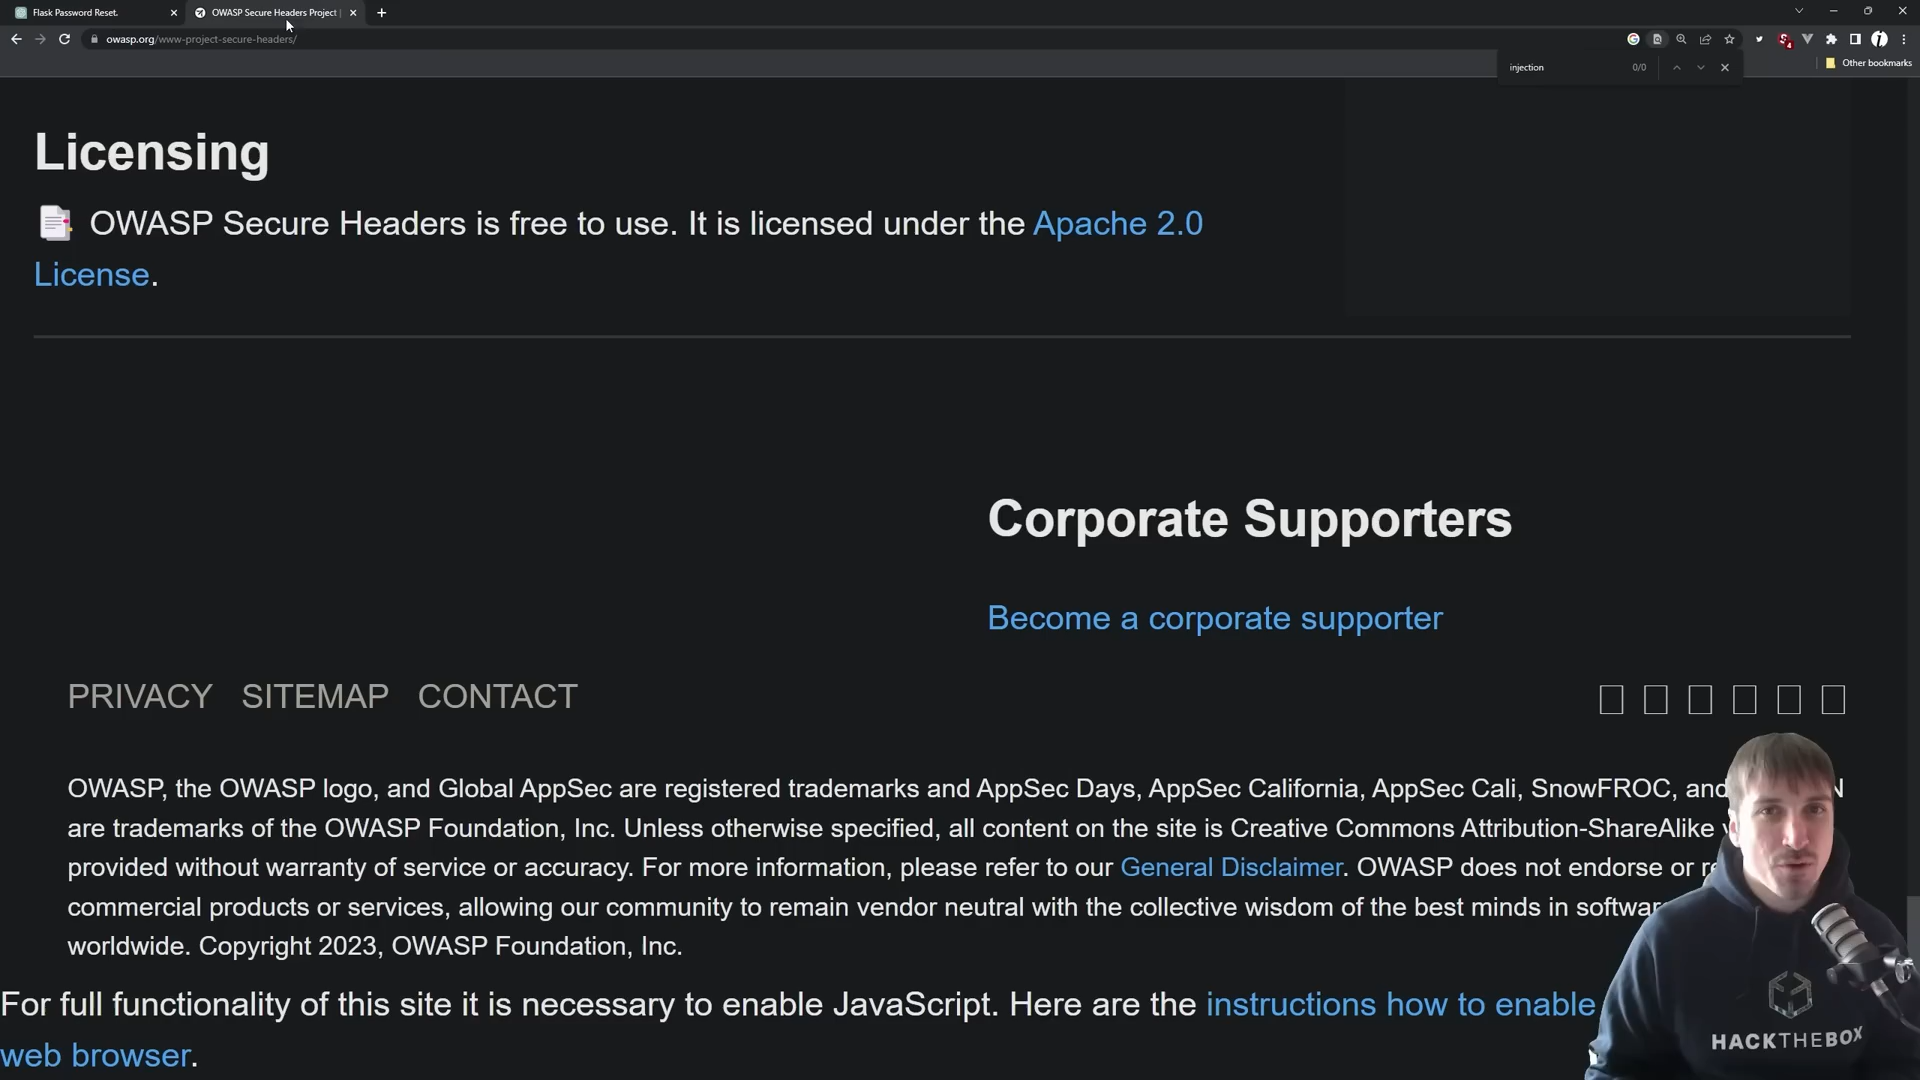 Flask Password Reset.
OWASP Secure Headers Project |
owasp.org/www-project-secure-headers/
injection
0/0
Other bookmarks
Licensing
OWASP Secure Headers is free to use. It is licensed under the Apache 2.0
License.
Corporate Supporters
Become a corporate supporter
PRIVACY SITEMAP CONTACT
OWASP, the OWASP logo, and Global AppSec are registered trademarks and AppSec Days, AppSec California, AppSec Cali, SnowFROC, and
are trademarks of the OWASP Foundation, Inc. Unless otherwise specified, all content on the site is Creative Commons Attribution-ShareAlike
provided without warranty of service or accuracy. For more information, please refer to our General Disclaimer. OWASP does not endorse or
commercial products or services, allowing our community to remain vendor neutral with the collective wisdom of the best minds in
worldwide. Copyright 2023, OWASP Foundation, Inc.
For full functionality of this site it is necessary to enable JavaScript. Here are the instructions how to enable
web browser.
HACKTHEBOX